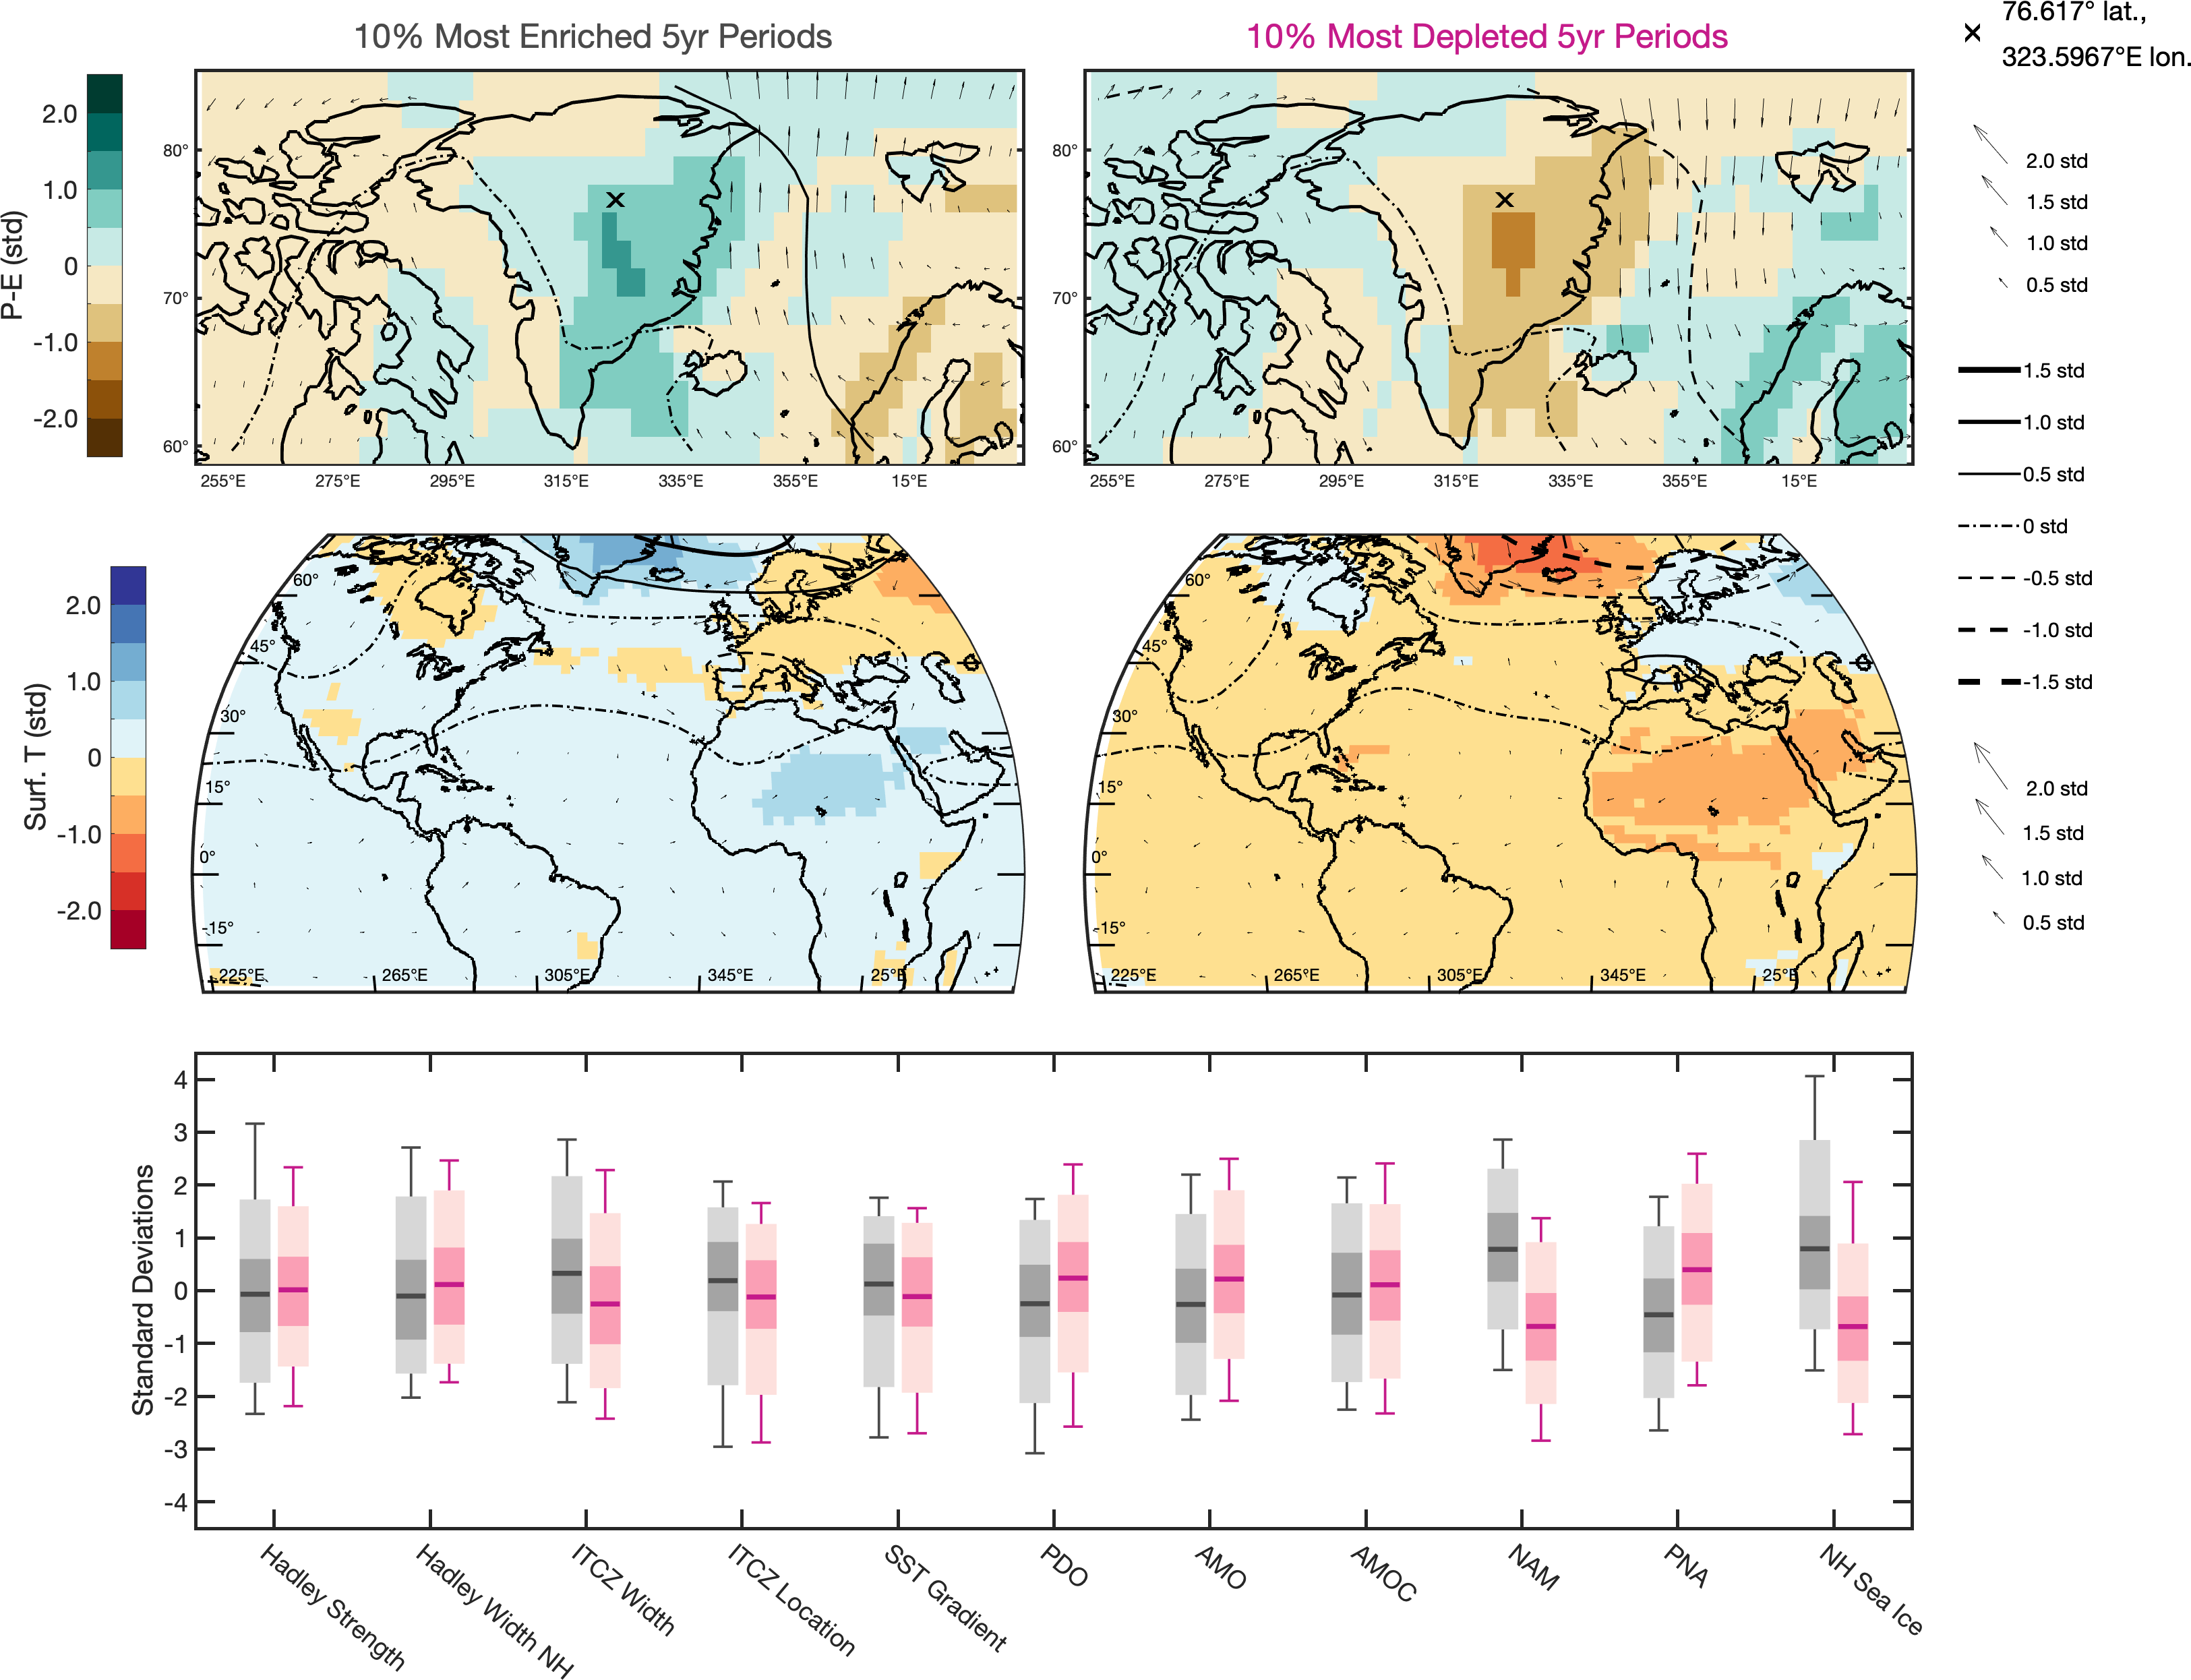 10% Most Enriched 5yr Periods
10% Most Depleted 5yr Periods
76.617° lat.,
323.5967°E lon.
P-E (std)
2.0
1.0
0
-1.0
-2.0
80°
70°
60°
255°E 275°E 295°E 315°E 335°E 355°E 15°E
80°
70°
60°
255°E 275°E 295°E 315°E 335°E 355°E 15°E
2.0 std
1.5 std
1.0 std
0.5 std
1.5 std
1.0 std
0.5 std
0 std
-0.5 std
-1.0 std
-1.5 std
Surf. T (std)
2.0
1.0
0
-1.0
-2.0
60°
45°
30°
15°
0°
-15°
225°E 265°E 305°E 345°E 25°E
60°
45°
30°
15°
0°
-15°
225°E 265°E 305°E 345°E 25°E
2.0 std
1.5 std
1.0 std
0.5 std
Standard Deviations
4
3
2
1
0
-1
-2
-3
-4
Hadley Strength
Hadley Width NH
ITCZ Width
ITCZ Location
SST Gradient
PDO
AMO
AMOC
NAM
PNA
NH Sea Ice